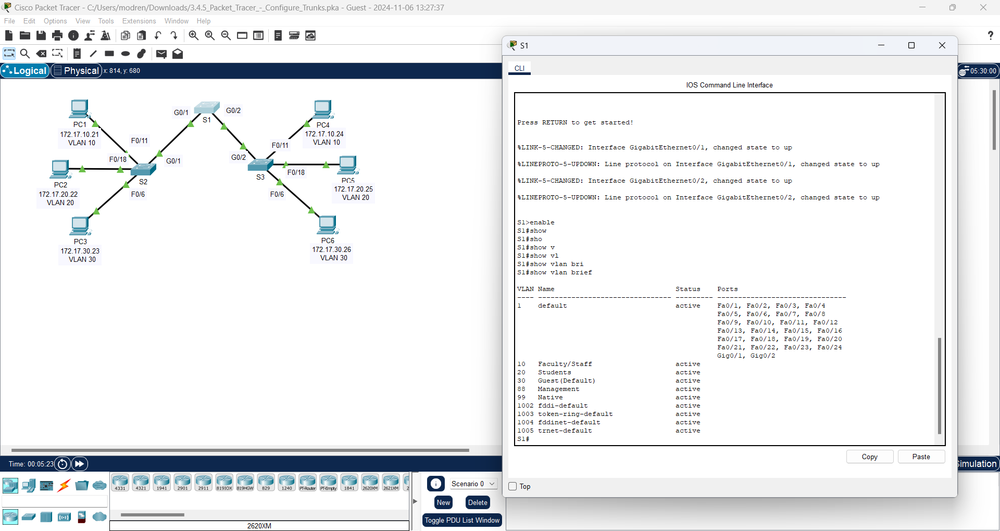 Cisco Packet Tracer - C:/Users/modren/Downloads/3.4.5_Packet_Tracer_-_Configure_Trunks.pka - Guest - 2024-11-06 13:27:37
File Edit Options View Tools Extensions Window Help
?
Logical Physical x: 814, y: 680
05:30:00
G0/1
G0/2
S1
PC1
172.17.10.21
VLAN 10
PC4
172.17.10.24
VLAN 10
F0/11
F0/11
F0/18
G0/1
G0/2
S2
S3
F0/18
PC2
172.17.20.22
VLAN 20
PC5
172.17.20.25
VLAN 20
F0/6
F0/6
PC3
172.17.30.23
VLAN 30
PC6
172.17.30.26
VLAN 30
S1
CLI
IOS Command Line Interface
Press RETURN to get started!
%LINK-5-CHANGED: Interface GigabitEthernet0/1, changed state to up
%LINEPROTO-5-UPDOWN: Line protocol on Interface GigabitEthernet0/1, changed state to up
%LINK-5-CHANGED: Interface GigabitEthernet0/2, changed state to up
%LINEPROTO-5-UPDOWN: Line protocol on Interface GigabitEthernet0/2, changed state to up
S1>enable
S1#show
S1#sho
S1#show v
S1#show vl
S1#show vlan bri
S1#show vlan brief
VLAN Name Status Ports
---- -------------------------------- --------- -------------------------------
1 default active Fa0/1, Fa0/2, Fa0/3, Fa0/4
Fa0/5, Fa0/6, Fa0/7, Fa0/8
Fa0/9, Fa0/10, Fa0/11, Fa0/12
Fa0/13, Fa0/14, Fa0/15, Fa0/16
Fa0/17, Fa0/18, Fa0/19, Fa0/20
Fa0/21, Fa0/22, Fa0/23, Fa0/24
Gig0/1, Gig0/2
10 Faculty/Staff active
20 Students active
30 Guest(Default) active
88 Management active
99 Native active
1002 fddi-default active
1003 token-ring-default active
1004 fddinet-default active
1005 trnet-default active
S1#
Copy Paste
Top
Time: 00:05:23
Simulation
4331 4321 1941 2901 2911 819IOX 819HGW 829 1240 PT-Router PT-Empty 1841 2620XM 2621XM 2
2620XM
Scenario 0
New Delete
Toggle PDU List Window